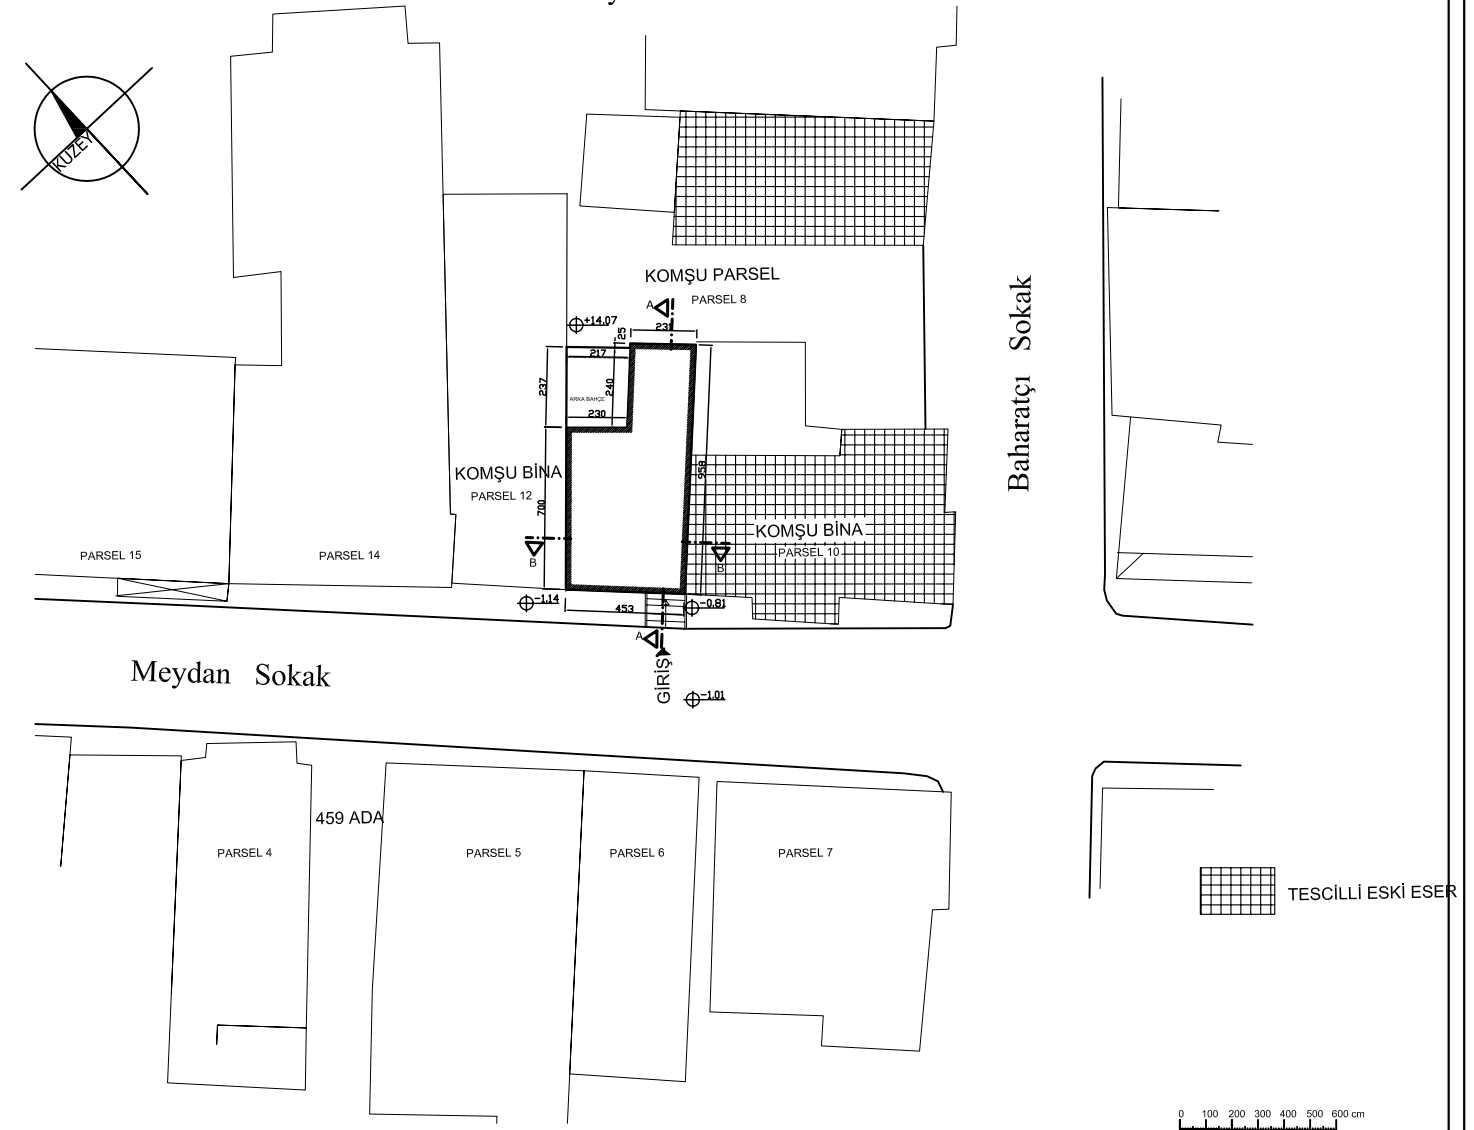 KUZEY
KOMŞU PARSEL
PARSEL 8
A
+14.07
25
231
217
237
240
ARKA BAHÇE
230
Baharatçı Sokak
KOMŞU BİNA
PARSEL 12
700
958
KOMŞU BİNA
PARSEL 10
B
B
PARSEL 15
PARSEL 14
-1.14
453
-0.81
A
GİRİŞ
-1.01
Meydan Sokak
459 ADA
PARSEL 4
PARSEL 5
PARSEL 6
PARSEL 7
TESCİLLİ ESKİ ESER
0 100 200 300 400 500 600 cm